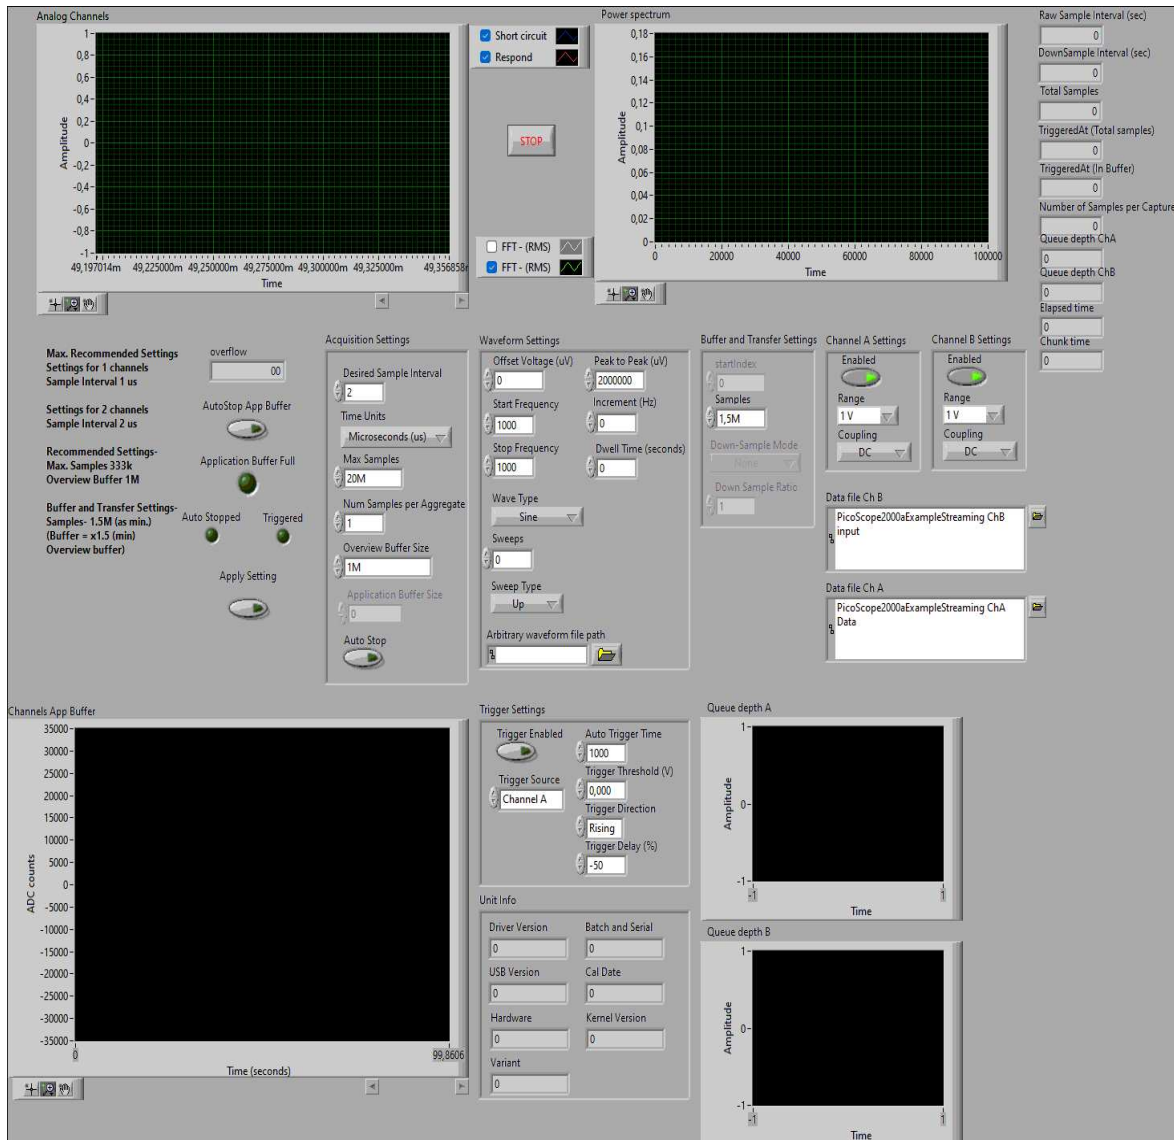 Analog Channels
1
0,8
0,6
0,4
0,2
0
-0,2
-0,4
-0,6
-0,8
-1
Amplitude
49,197014m 49,225000m 49,250000m 49,275000m 49,300000m 49,325000m 49,356858m
Time
Short circuit
Respond
STOP
FFT - (RMS)
FFT - (RMS)
Power spectrum
0,18
0,16
0,14
0,12
0,1
0,08
0,06
0,04
0,02
0
Amplitude
0 20000 40000 60000 80000 100000
Time
Raw Sample Interval (sec)
0
DownSample Interval (sec)
0
Total Samples
0
TriggeredAt (Total samples)
0
TriggeredAt (In Buffer)
0
Number of Samples per Capture
0
Queue depth ChA
0
Queue depth ChB
0
Elapsed time
0
Chunk time
0
Max. Recommended Settings
Settings for 1 channels
Sample Interval 1 us
Settings for 2 channels
Sample Interval 2 us
Recommended Settings-
Max. Samples 333k
Overview Buffer 1M
Buffer and Transfer Settings-
Samples- 1.5M (as min.)
(Buffer = x1.5 (min)
Overview buffer)
overflow
00
AutoStop App Buffer
Application Buffer Full
Auto Stopped Triggered
Apply Setting
Acquisition Settings
Desired Sample Interval
2
Time Units
Microseconds (us)
Max Samples
20M
Num Samples per Aggregate
1
Overview Buffer Size
1M
Application Buffer Size
0
Auto Stop
Waveform Settings
Offset Voltage (uV) Peak to Peak (uV)
0 2000000
Start Frequency Increment (Hz)
1000 0
Stop Frequency Dwell Time (seconds)
1000 0
Wave Type
Sine
Sweeps
0
Sweep Type
Up
Arbitrary waveform file path
Buffer and Transfer Settings
startIndex
0
Samples
1,5M
Down-Sample Mode
None
Down Sample Ratio
1
Channel A Settings
Enabled
Range
1 V
Coupling
DC
Channel B Settings
Enabled
Range
1 V
Coupling
DC
Data file Ch B
PicoScope2000aExampleStreaming ChB
input
Data file Ch A
PicoScope2000aExampleStreaming ChA
Data
Channels App Buffer
35000
30000
25000
20000
15000
10000
5000
0
-5000
-10000
-15000
-20000
-25000
-30000
-35000
ADC counts
0 99,8606
Time (seconds)
Trigger Settings
Trigger Enabled Auto Trigger Time
1000
Trigger Source Trigger Threshold (V)
Channel A 0,000
Trigger Direction
Rising
Trigger Delay (%)
-50
Unit Info
Driver Version Batch and Serial
0 0
USB Version Cal Date
0 0
Hardware Kernel Version
0 0
Variant
0
Queue depth A
1
0
-1
Amplitude
-1 1
Time
Queue depth B
1
0
-1
Amplitude
-1 1
Time